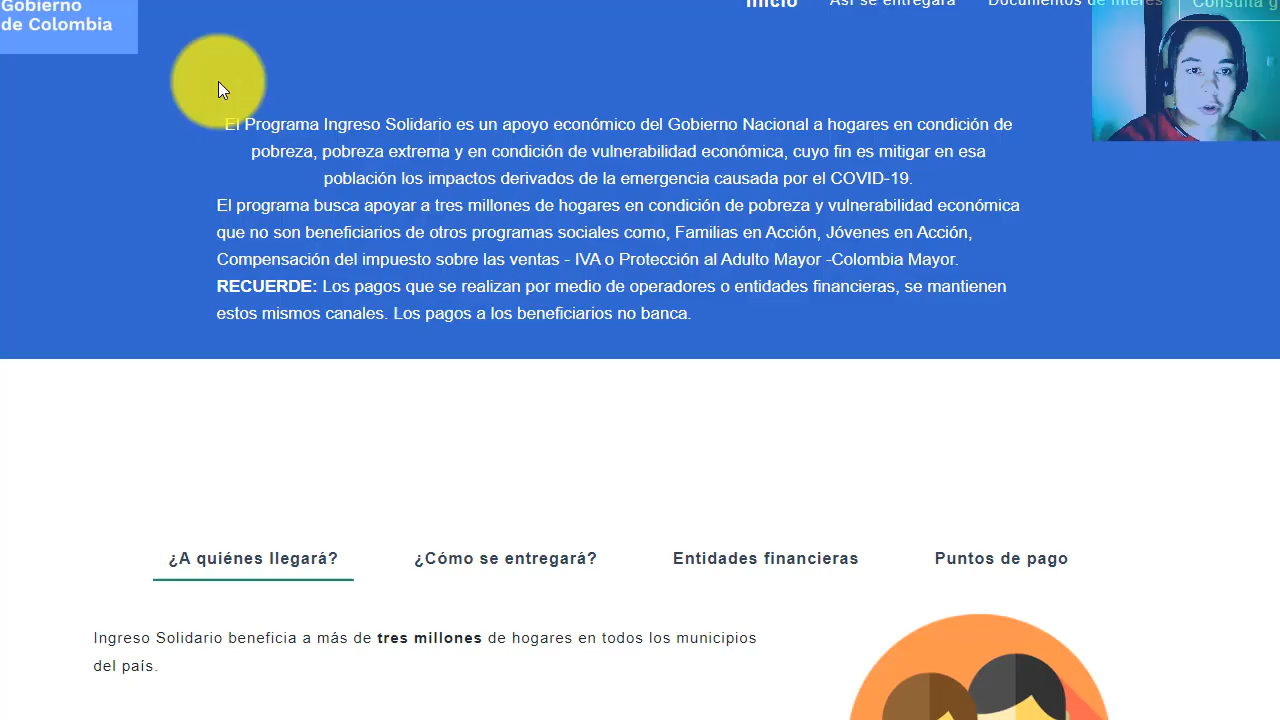 Gobierno
de Colombia
Inicio
Así se entregará
Documentos de interés
Consulta
El Programa Ingreso Solidario es un apoyo económico del Gobierno Nacional a hogares en condición de
pobreza, pobreza extrema y en condición de vulnerabilidad económica, cuyo fin es mitigar en esa
población los impactos derivados de la emergencia causada por el COVID-19.
El programa busca apoyar a tres millones de hogares en condición de pobreza y vulnerabilidad económica
que no son beneficiarios de otros programas sociales como, Familias en Acción, Jóvenes en Acción,
Compensación del impuesto sobre las ventas - IVA o Protección al Adulto Mayor -Colombia Mayor.
RECUERDE: Los pagos que se realizan por medio de operadores o entidades financieras, se mantienen
estos mismos canales. Los pagos a los beneficiarios no banca.
¿A quiénes llegará?
¿Cómo se entregará?
Entidades financieras
Puntos de pago
Ingreso Solidario beneficia a más de tres millones de hogares en todos los municipios
del país.